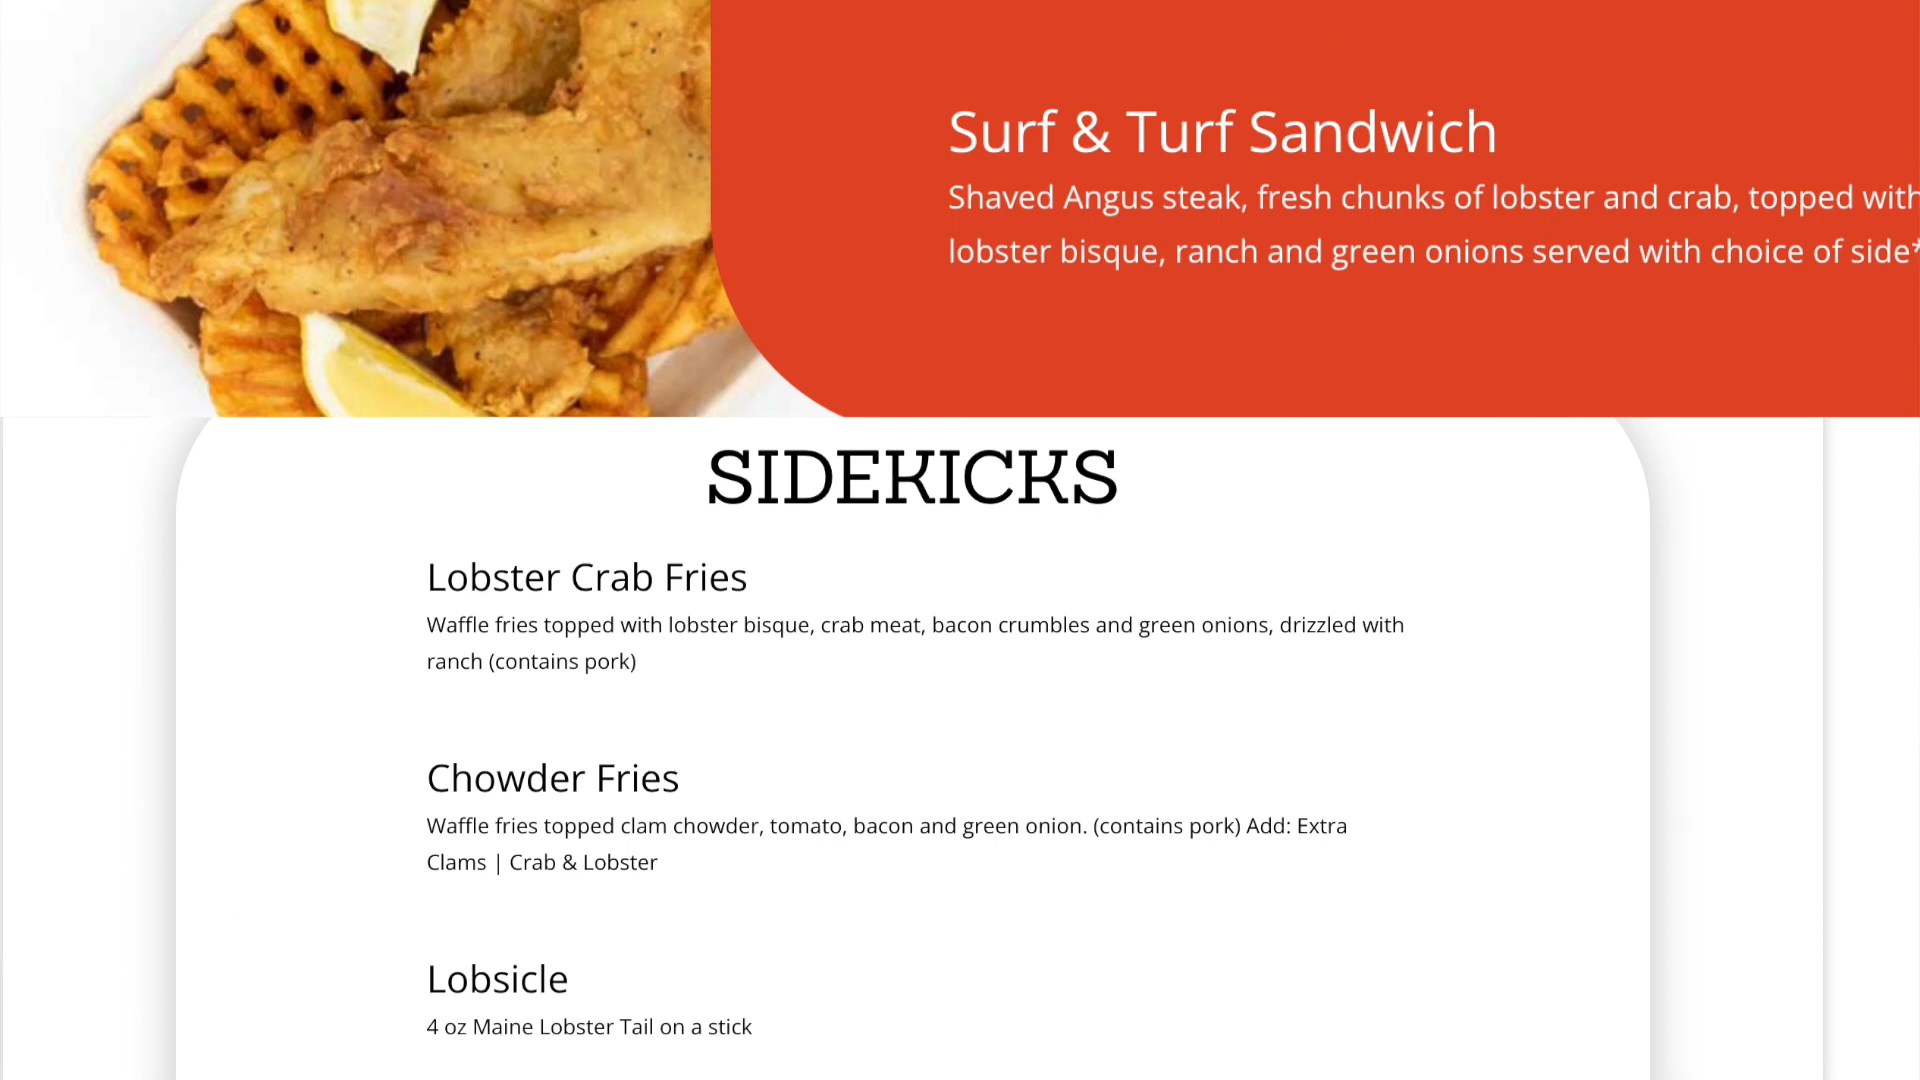 Surf & Turf Sandwich
Shaved Angus steak, fresh chunks of lobster and crab, topped with
lobster bisque, ranch and green onions served with choice of side*
SIDEKICKS
Lobster Crab Fries
Waffle fries topped with lobster bisque, crab meat, bacon crumbles and green onions, drizzled with
ranch (contains pork)
Chowder Fries
Waffle fries topped clam chowder, tomato, bacon and green onion. (contains pork) Add: Extra
Clams | Crab & Lobster
Lobsicle
4 oz Maine Lobster Tail on a stick